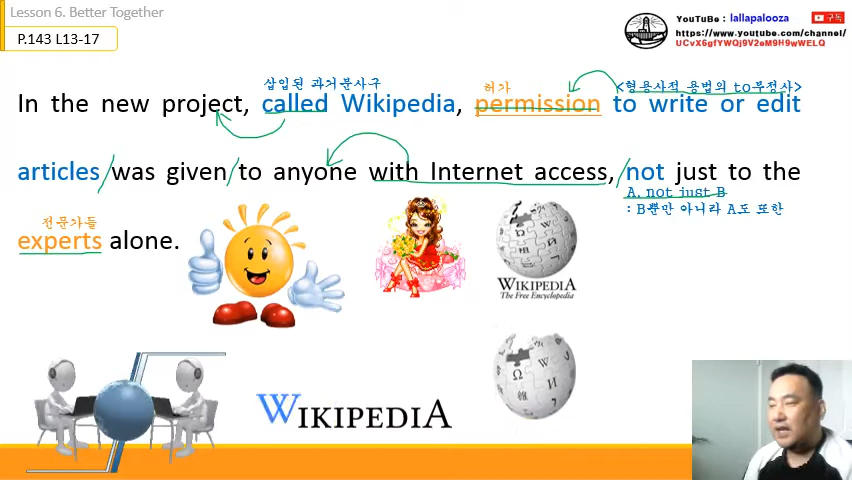 Lesson 6. Better Together
P.143 L13-17
YouTuBe : lallapalooza
구독
https://www.youtube.com/channel/
UCvX6gfYWQj9V2eM9H9wWELQ
삽입된 과거분사구
허가
<형용사적 용법의 to부정사>
In the new project, called Wikipedia, permission to write or edit
articles was given to anyone with Internet access, not just to the
A, not just B
: B뿐만 아니라 A도 또한
전문가들
experts alone.
WIKIPEDIA
The Free Encyclopedia
WIKIPEDIA